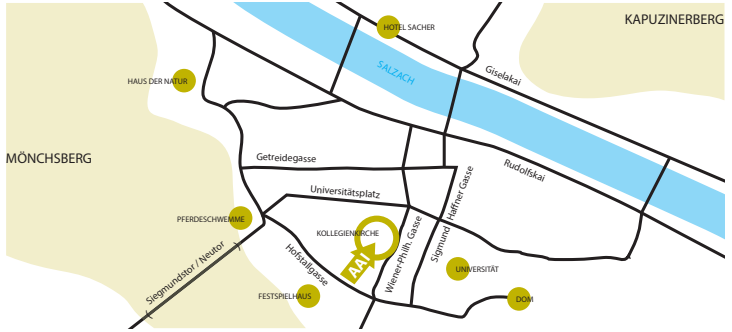 KAPUZINERBERG
HOTEL SACHER
SALZACH
Giselakai
HAUS DER NATUR
MÖNCHSBERG
Getreidegasse
Rudolfskai
Universitätsplatz
Sigmund Haffner Gasse
PFERDESCHWEMME
KOLLEGIENKIRCHE
Wiener-Philh. Gasse
Hofstallgasse
AAI
Siegmundstor / Neutor
UNIVERSITÄT
FESTSPIELHAUS
DOM